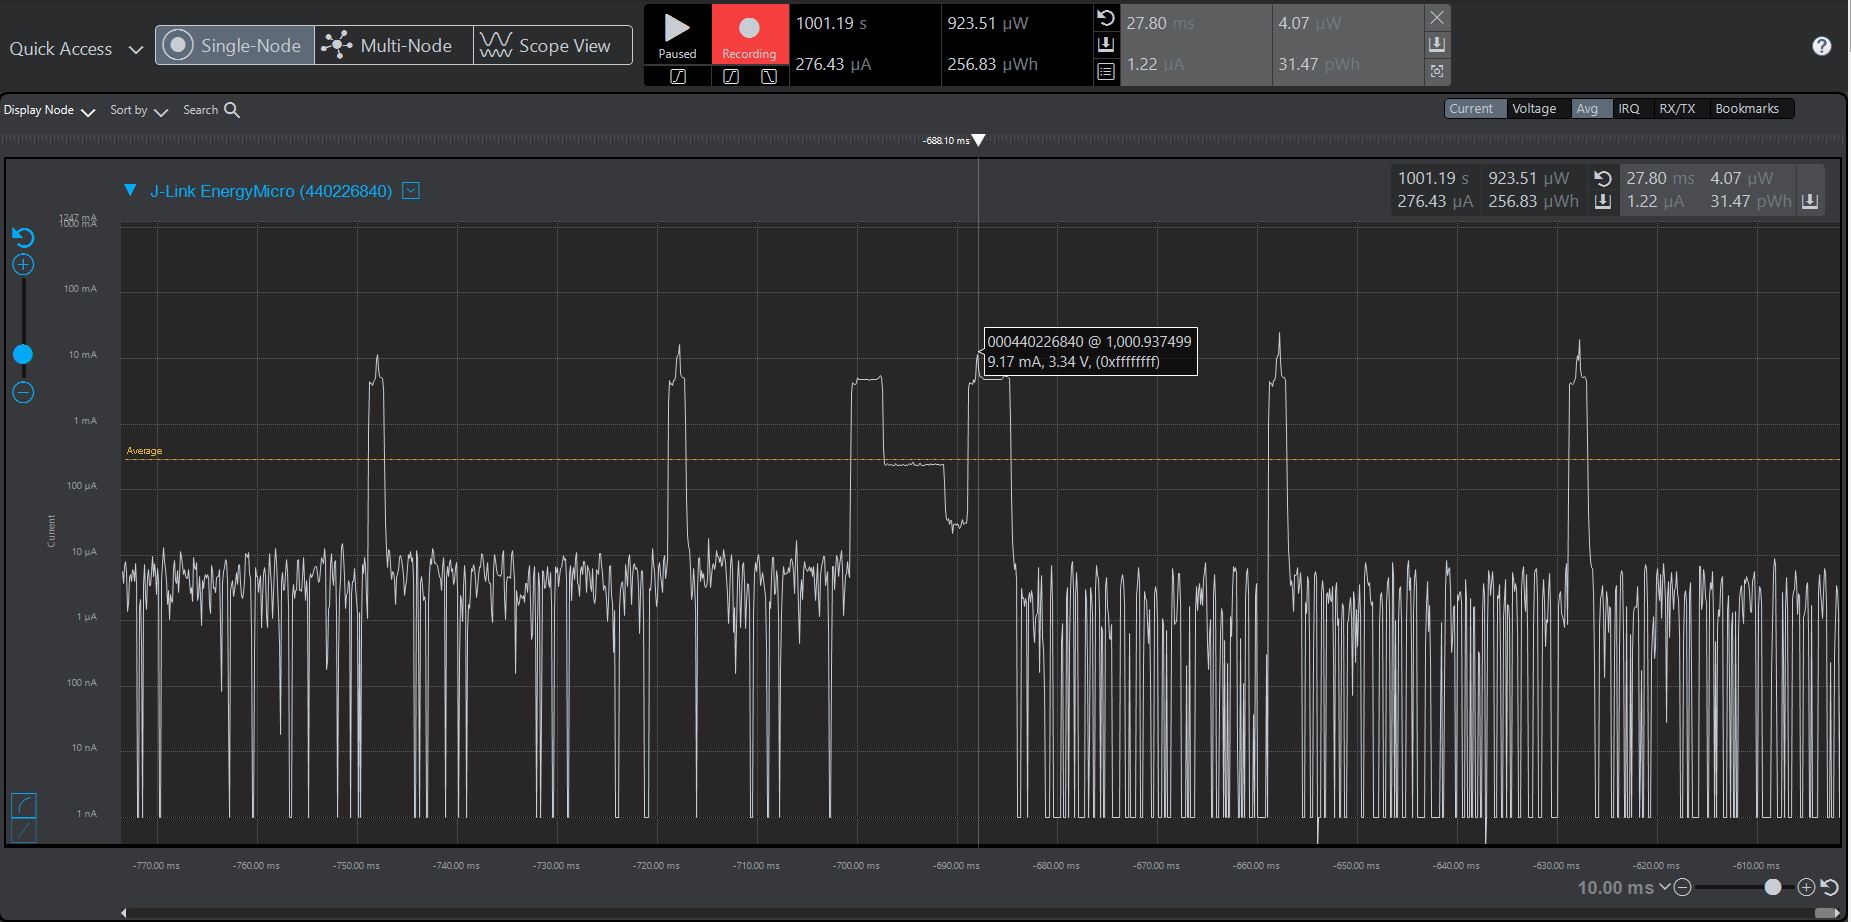 Quick Access
Single-Node
Multi-Node
Scope View
Paused
Recording
1001.19 s
923.51 µW
276.43 µA
256.83 µWh
27.80 ms
4.07 µW
1.22 µA
31.47 pWh
Display Node
Sort by
Search
Current
Voltage
Avg
IRQ
RX/TX
Bookmarks
-688.10 ms
J-Link EnergyMicro (440226840)
1001.19 s 923.51 µW
276.43 µA 256.83 µWh
27.80 ms 4.07 µW
1.22 µA 31.47 pWh
1247 mA
1000 mA
100 mA
10 mA
1 mA
100 µA
10 µA
1 µA
100 nA
10 nA
1 nA
Current
Average
000440226840 @ 1,000.937499
9.17 mA, 3.34 V, (0xffffffff)
-770.00 ms
-760.00 ms
-750.00 ms
-740.00 ms
-730.00 ms
-720.00 ms
-710.00 ms
-700.00 ms
-690.00 ms
-680.00 ms
-670.00 ms
-660.00 ms
-650.00 ms
-640.00 ms
-630.00 ms
-620.00 ms
-610.00 ms
10.00 ms